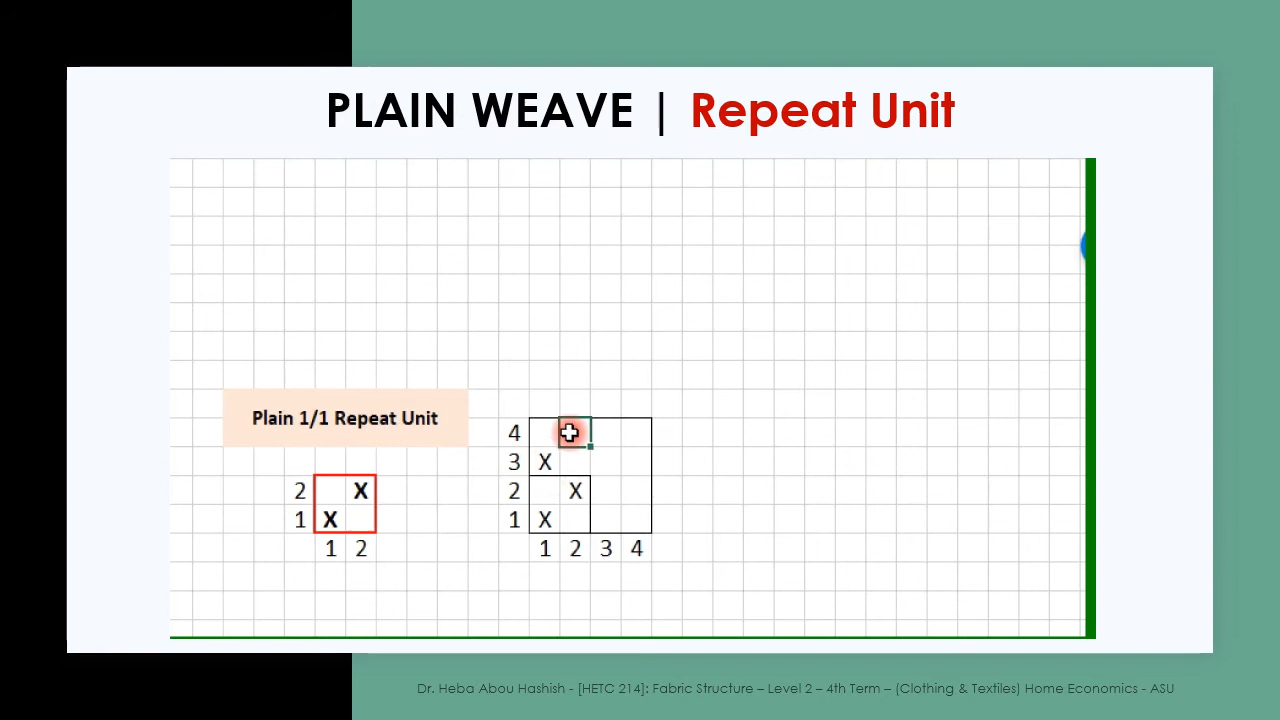 PLAIN WEAVE | Repeat Unit
Plain 1/1 Repeat Unit
2 X
1 X
1 2
4
3 X
2 X
1 X
1 2 3 4
Dr. Heba Abou Hashish - [HETC 214]: Fabric Structure – Level 2 – 4th Term – (Clothing & Textiles) Home Economics - ASU